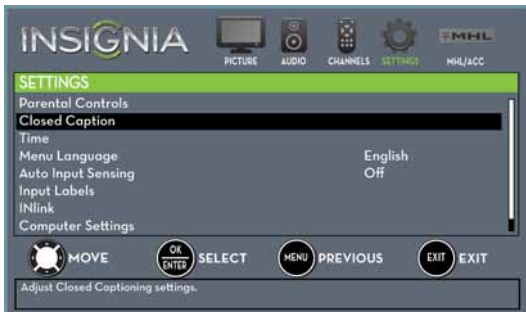 INSIGNIA
PICTURE AUDIO CHANNELS SETTINGS MHL MHL/ACC
SETTINGS
Parental Controls
Closed Caption
Time
Menu Language English
Auto Input Sensing Off
Input Labels
INlink
Computer Settings
MOVE OK ENTER SELECT MENU PREVIOUS EXIT EXIT
Adjust Closed Captioning settings.